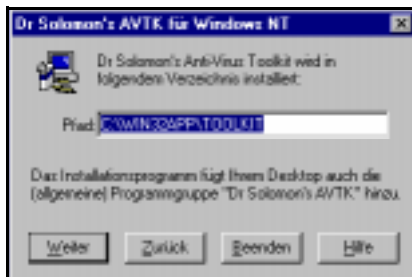 Dr Solomon's AVTK für Windows NT
Dr Solomon's Anti-Virus Toolkit wird in
folgendem Verzeichnis installiert:
Pfad: C:\WIN32APP\TOOLKIT
Das Installationsprogramm fügt Ihrem Desktop auch die
(allgemeine) Programmgruppe "Dr Solomon's AVTK" hinzu.
Weiter Zurück Beenden Hilfe